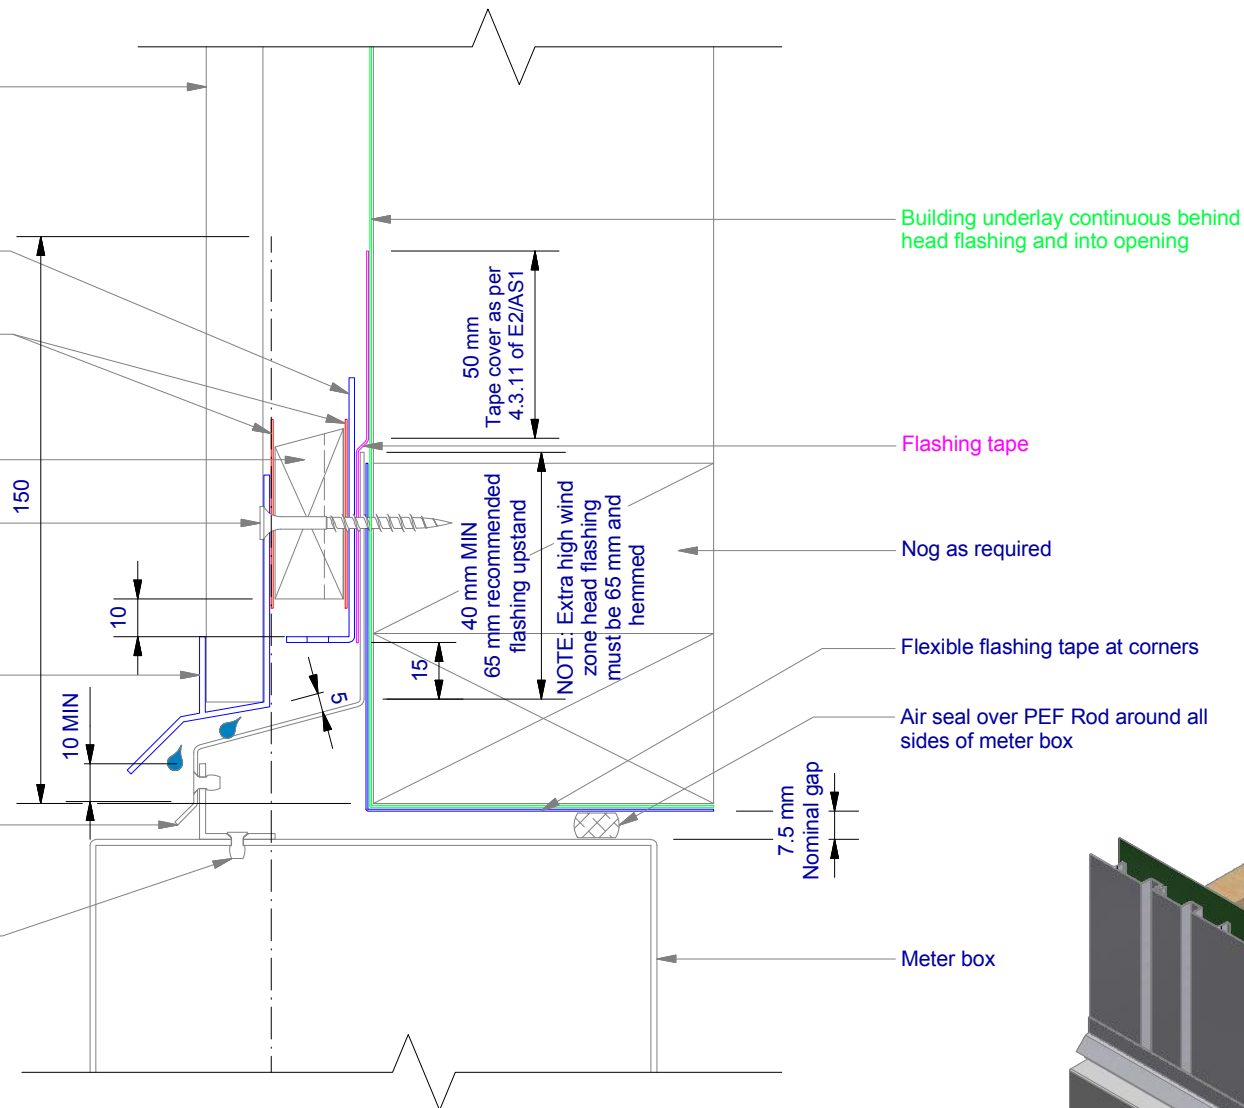 Building underlay continuous behind
head flashing and into opening
50 mm
Tape cover as per
4.3.11 of E2/AS1
Flashing tape
150
40 mm MIN
65 mm recommended
flashing upstand
NOTE: Extra high wind
zone head flashing
must be 65 mm and
hemmed
Nog as required
10
15
5
Flexible flashing tape at corners
10 MIN
Air seal over PEF Rod around all
sides of meter box
7.5 mm
Nominal gap
Meter box